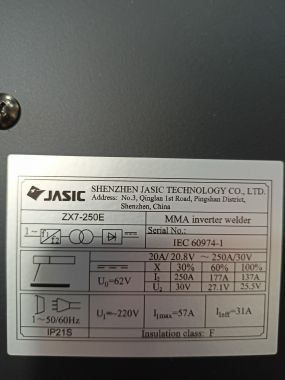 JASIC SHENZHEN JASIC TECHNOLOGY CO., LTD.
Address: No.3, Qinglan 1st Road, Pingshan District,
Shenzhen, China
ZX7-250E MMA inverter welder
Serial No.:
1~ f1 f2 IEC 60974-1
20A/ 20.8V ~ 250A/30V
X 30% 60% 100%
U0=62V I2 250A 177A 137A
U2 30V 27.1V 25.5V
1~50/60Hz U1=~220V I1max=57A I1eff=31A
IP21S Insulation class: F